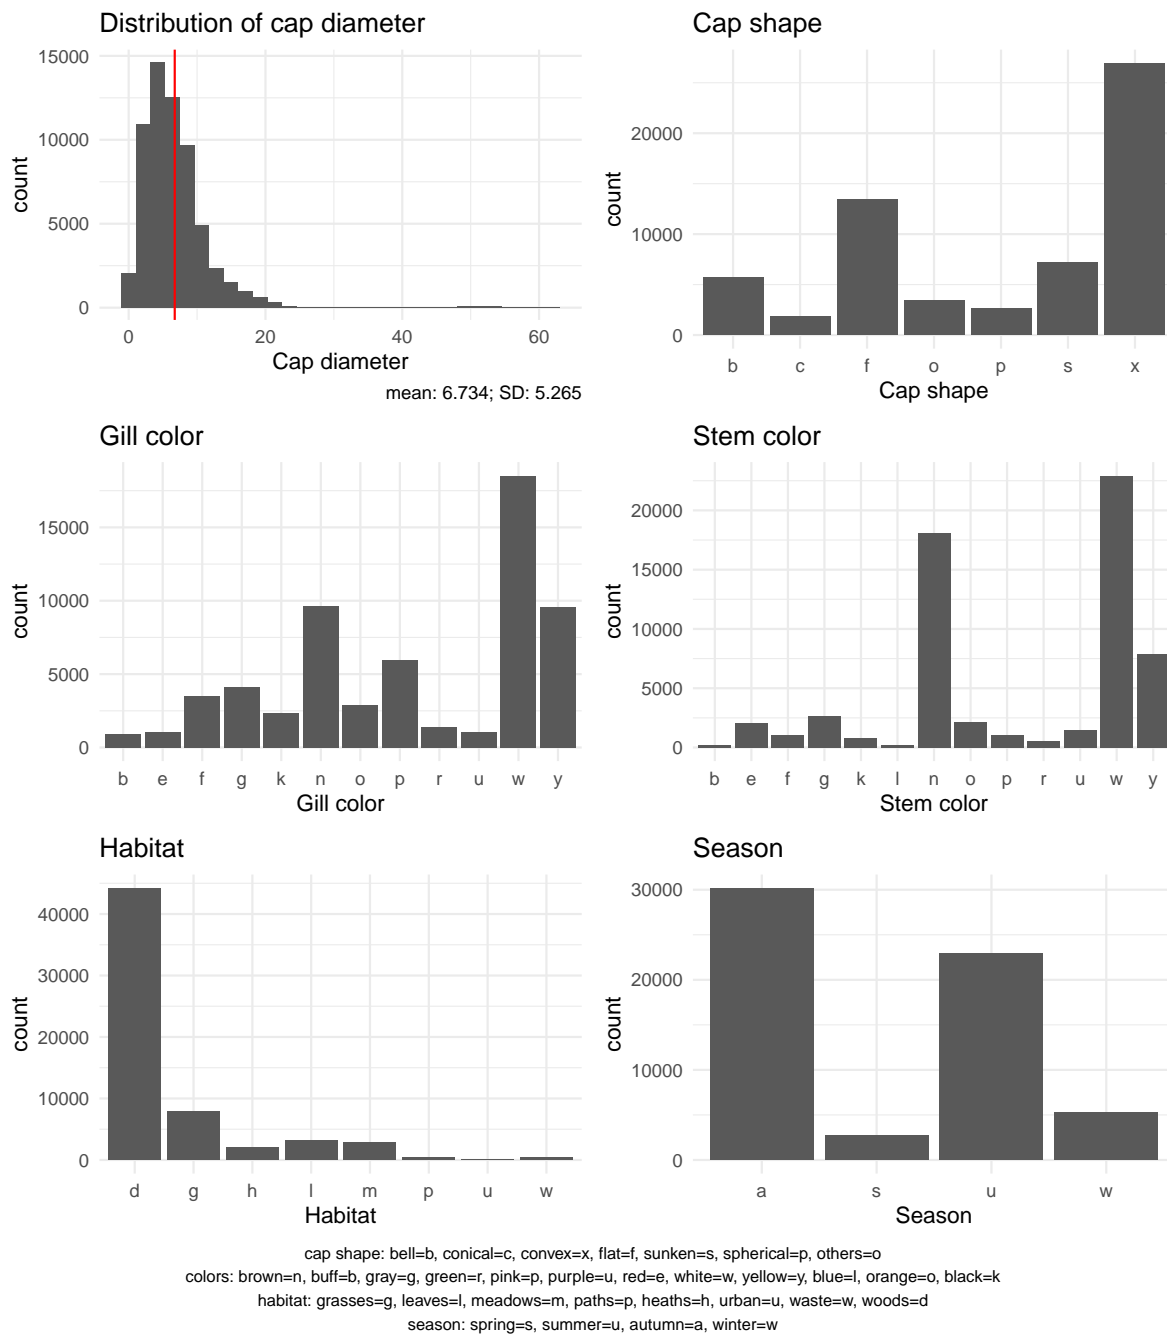 Distribution of cap diameter
15000
10000
5000
0
count
0 20 40 60
Cap diameter
mean: 6.734; SD: 5.265
Cap shape
20000
10000
0
count
b c f o p s x
Cap shape
Gill color
15000
10000
5000
0
count
b e f g k n o p r u w y
Gill color
Stem color
20000
15000
10000
5000
0
count
b e f g k l n o p r u w y
Stem color
Habitat
40000
30000
20000
10000
0
count
d g h l m p u w
Habitat
Season
30000
20000
10000
0
count
a s u w
Season
cap shape: bell=b, conical=c, convex=x, flat=f, sunken=s, spherical=p, others=o
colors: brown=n, buff=b, gray=g, green=r, pink=p, purple=u, red=e, white=w, yellow=y, blue=l, orange=o, black=k
habitat: grasses=g, leaves=l, meadows=m, paths=p, heaths=h, urban=u, waste=w, woods=d
season: spring=s, summer=u, autumn=a, winter=w